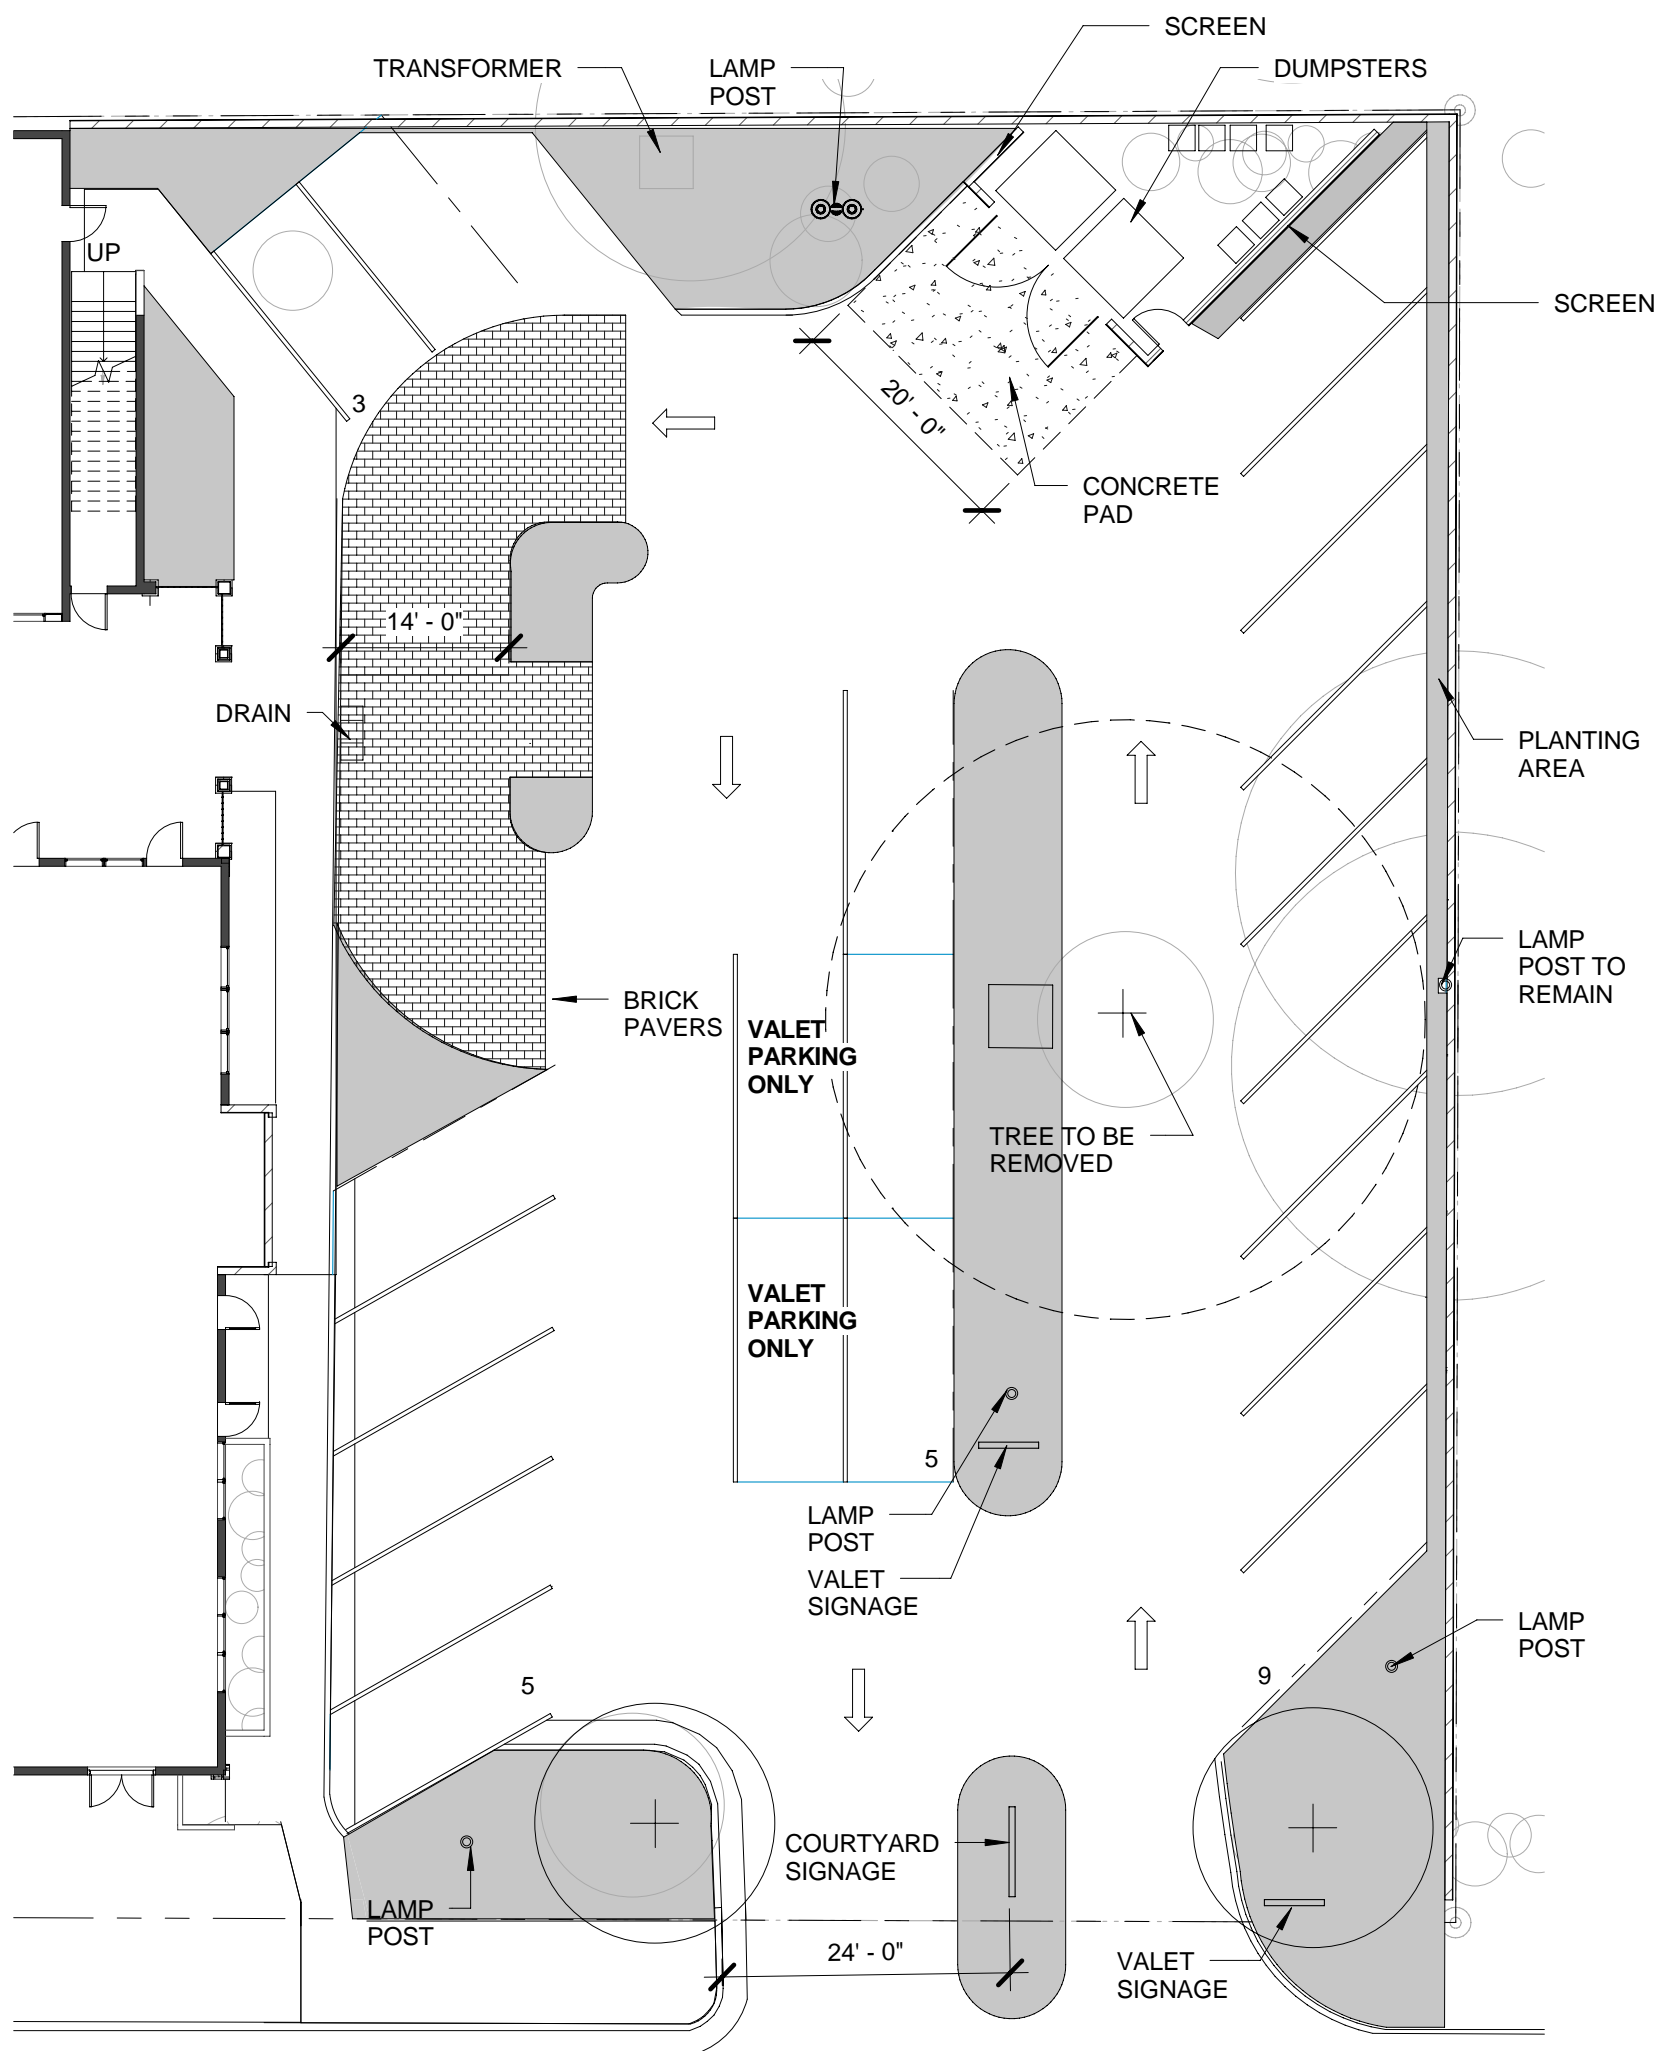 SCREEN
TRANSFORMER
LAMP
POST
DUMPSTERS
UP
SCREEN
3
20' - 0"
CONCRETE
PAD
14' - 0"
DRAIN
PLANTING
AREA
LAMP
POST TO
REMAIN
BRICK
PAVERS
VALET
PARKING
ONLY
TREE TO BE
REMOVED
VALET
PARKING
ONLY
5
LAMP
POST
VALET
SIGNAGE
LAMP
POST
9
5
COURTYARD
SIGNAGE
LAMP
POST
24' - 0"
VALET
SIGNAGE